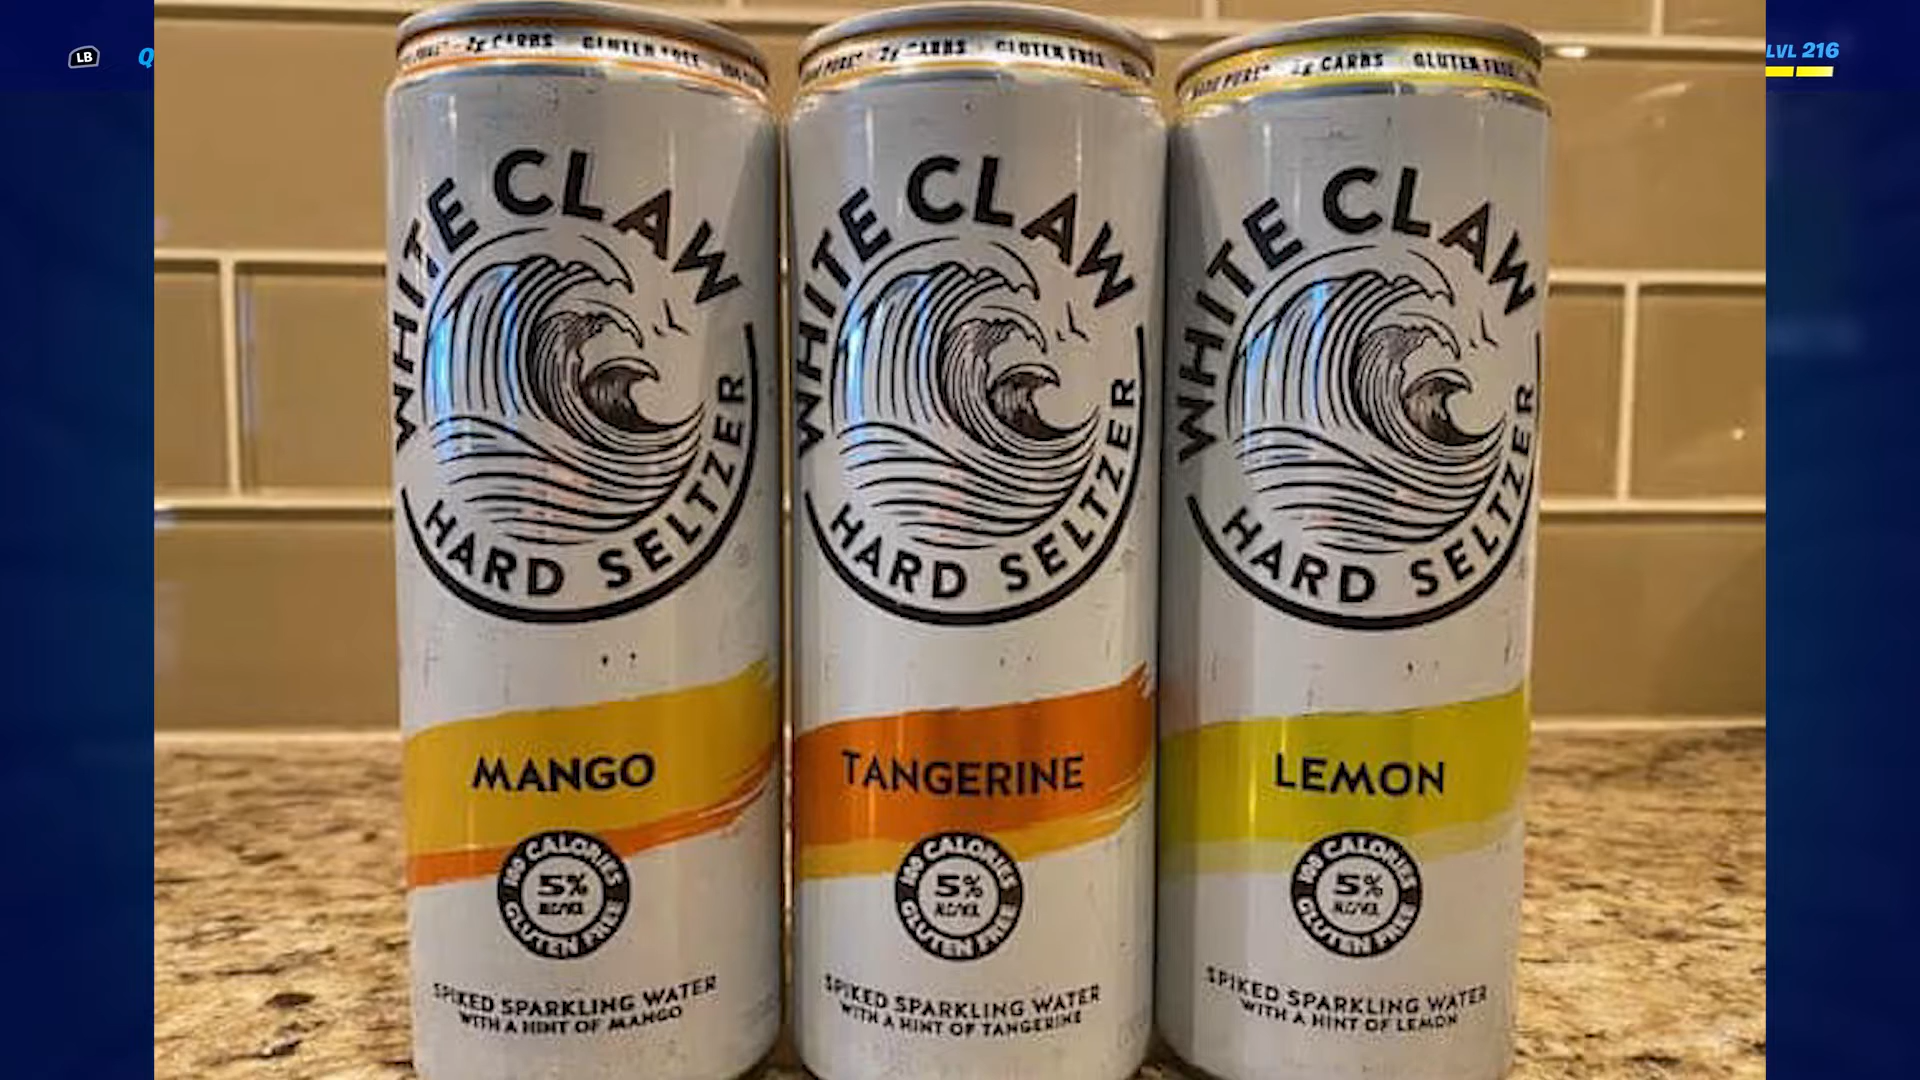 LB
Q
LVL 216
2g CARBS GLUTEN FREE
PURE 2g CARBS GLUTEN FREE
MADE PURE 2g CARBS GLUTEN FREE
WHITE CLAW
HARD SELTZER
MANGO
100 CALORIES
5%
ALC/VOL
GLUTEN FREE
SPIKED SPARKLING WATER
WITH A HINT OF MANGO
WHITE CLAW
HARD SELTZER
TANGERINE
100 CALORIES
5%
ALC/VOL
GLUTEN FREE
SPIKED SPARKLING WATER
WITH A HINT OF TANGERINE
WHITE CLAW
HARD SELTZER
LEMON
100 CALORIES
5%
ALC/VOL
GLUTEN FREE
SPIKED SPARKLING WATER
WITH A HINT OF LEMON